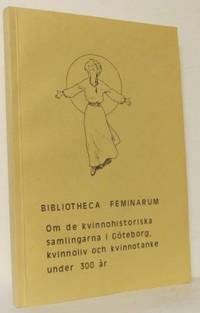 BIBLIOTHECA FEMINARUM
Om de kvinnohistoriska
samlingarna i Göteborg,
kvinnoliv och kvinnotanke
under 300 år